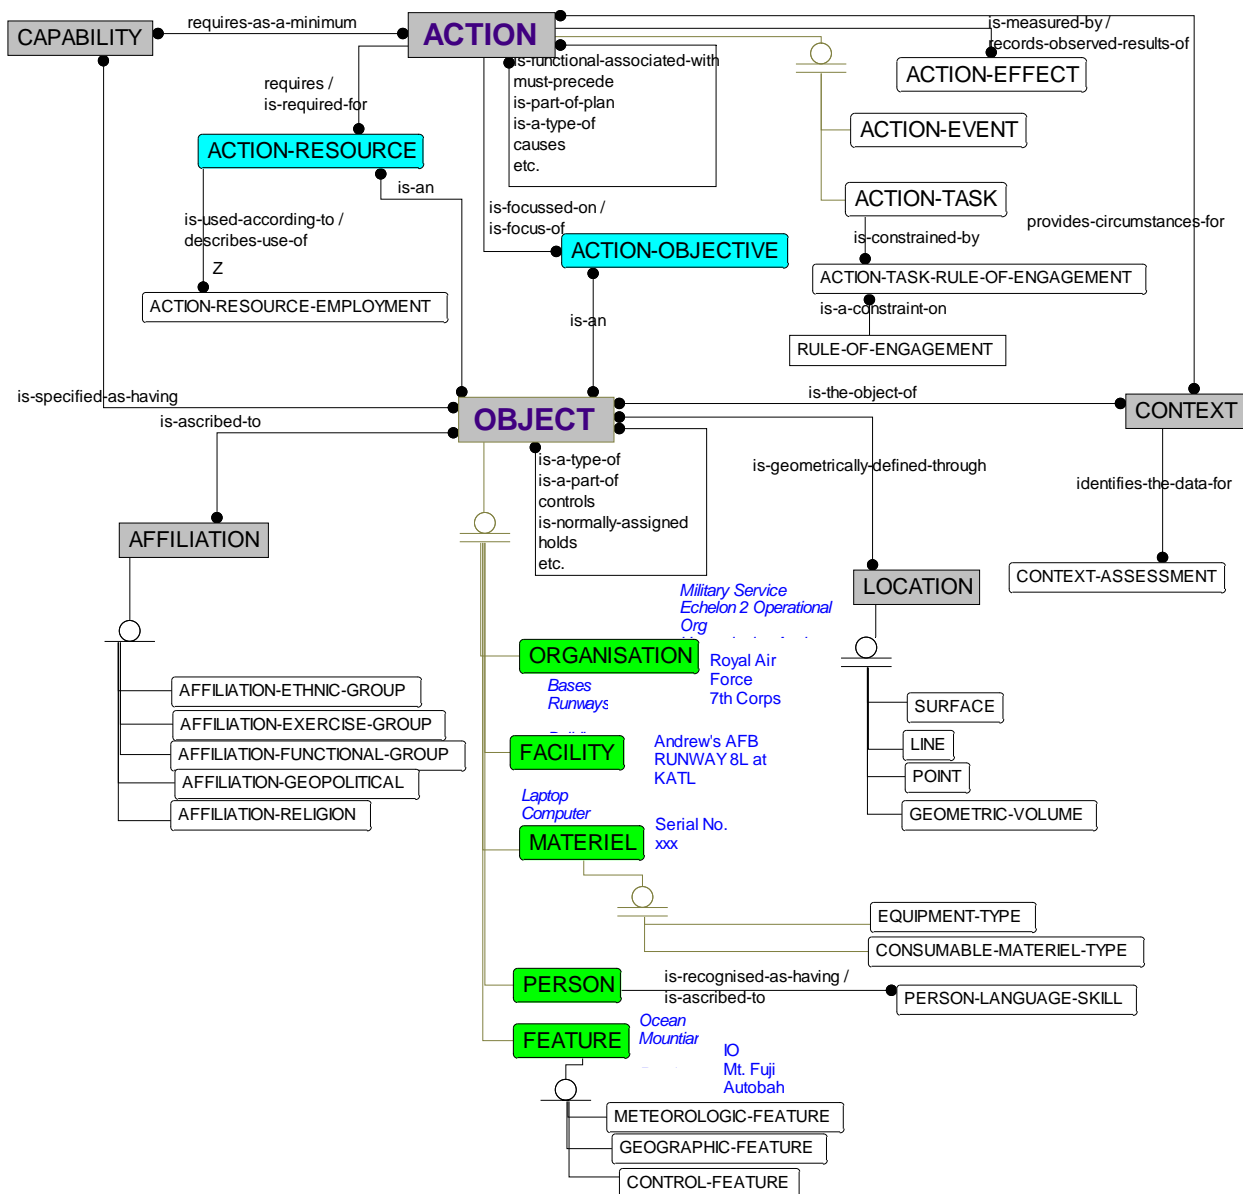 requires-as-a-minimum
is-measured-by /
records-observed-results-of
CAPABILITY
ACTION
is-functional-associated-with
must-precede
is-part-of-plan
is-a-type-of
causes
etc.
ACTION-EFFECT
requires /
is-required-for
ACTION-EVENT
ACTION-RESOURCE
is-an
ACTION-TASK
is-used-according-to /
describes-use-of
is-focussed-on /
is-focus-of
provides-circumstances-for
is-constrained-by
ACTION-OBJECTIVE
Z
ACTION-TASK-RULE-OF-ENGAGEMENT
ACTION-RESOURCE-EMPLOYMENT
is-an
is-a-constraint-on
RULE-OF-ENGAGEMENT
is-specified-as-having
is-the-object-of
is-ascribed-to
OBJECT
CONTEXT
is-a-type-of
is-a-part-of
controls
is-normally-assigned
holds
etc.
is-geometrically-defined-through
identifies-the-data-for
AFFILIATION
LOCATION
CONTEXT-ASSESSMENT
Military Service
Echelon 2 Operational
Org
ORGANISATION
Royal Air
Force
7th Corps
Bases
Runways
AFFILIATION-ETHNIC-GROUP
AFFILIATION-EXERCISE-GROUP
AFFILIATION-FUNCTIONAL-GROUP
AFFILIATION-GEOPOLITICAL
AFFILIATION-RELIGION
SURFACE
LINE
POINT
GEOMETRIC-VOLUME
FACILITY
Andrew's AFB
RUNWAY 8L at
KATL
Laptop
Computer
MATERIEL
Serial No.
xxx
EQUIPMENT-TYPE
CONSUMABLE-MATERIEL-TYPE
PERSON
is-recognised-as-having /
is-ascribed-to
PERSON-LANGUAGE-SKILL
FEATURE
Ocean
Mountiar
IO
Mt. Fuji
Autobah
METEOROLOGIC-FEATURE
GEOGRAPHIC-FEATURE
CONTROL-FEATURE